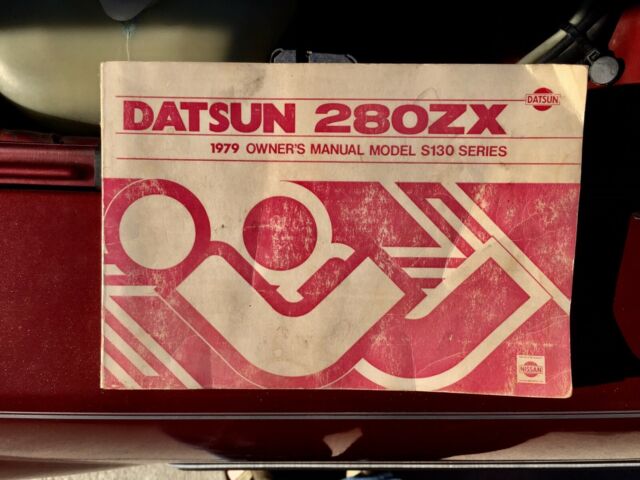 DATSUN 280ZX
DATSUN
1979 OWNER'S MANUAL MODEL S130 SERIES
NISSAN